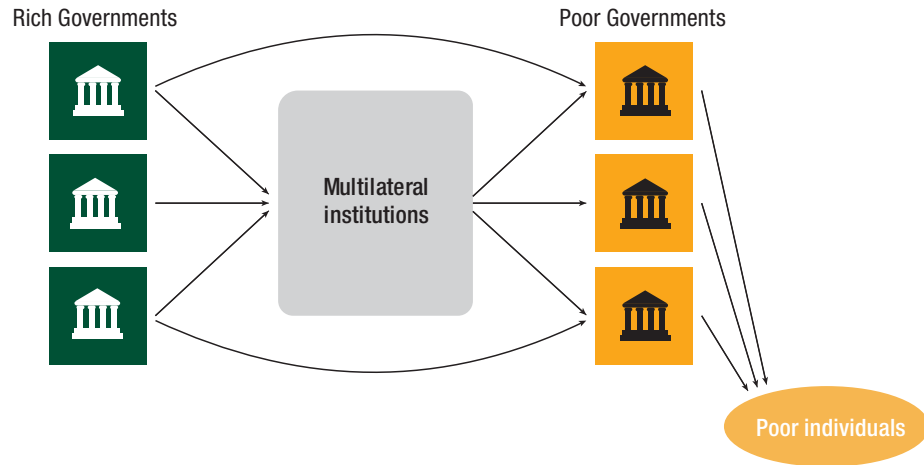 Rich Governments
Poor Governments
Multilateral
institutions
Poor individuals